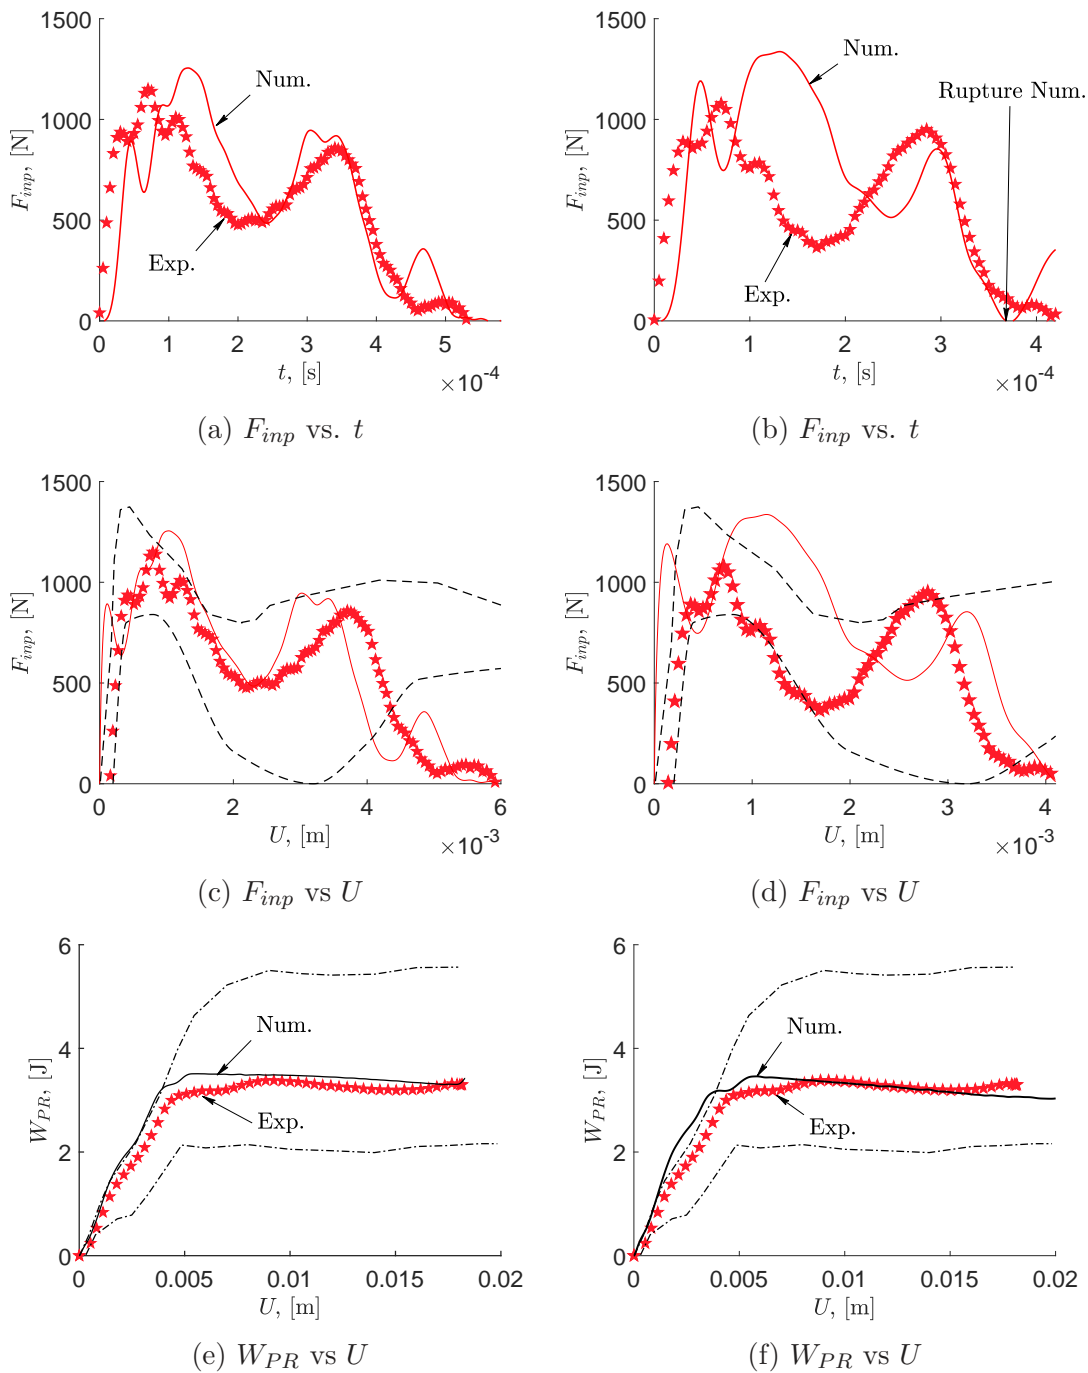 1500
1000
500
0
F_inp, [N]
Num.
Exp.
0 1 2 3 4 5
t, [s]
×10^-4
(a) F_inp vs. t
1500
1000
500
0
F_inp, [N]
Num.
Rupture Num.
Exp.
0 1 2 3 4
t, [s]
×10^-4
(b) F_inp vs. t
1500
1000
500
0
F_inp, [N]
0 2 4 6
U, [m]
×10^-3
(c) F_inp vs U
1500
1000
500
0
F_inp, [N]
0 1 2 3 4
U, [m]
×10^-3
(d) F_inp vs U
6
4
2
0
W_PR, [J]
Num.
Exp.
0 0.005 0.01 0.015 0.02
U, [m]
(e) W_PR vs U
6
4
2
0
W_PR, [J]
Num.
Exp.
0 0.005 0.01 0.015 0.02
U, [m]
(f) W_PR vs U